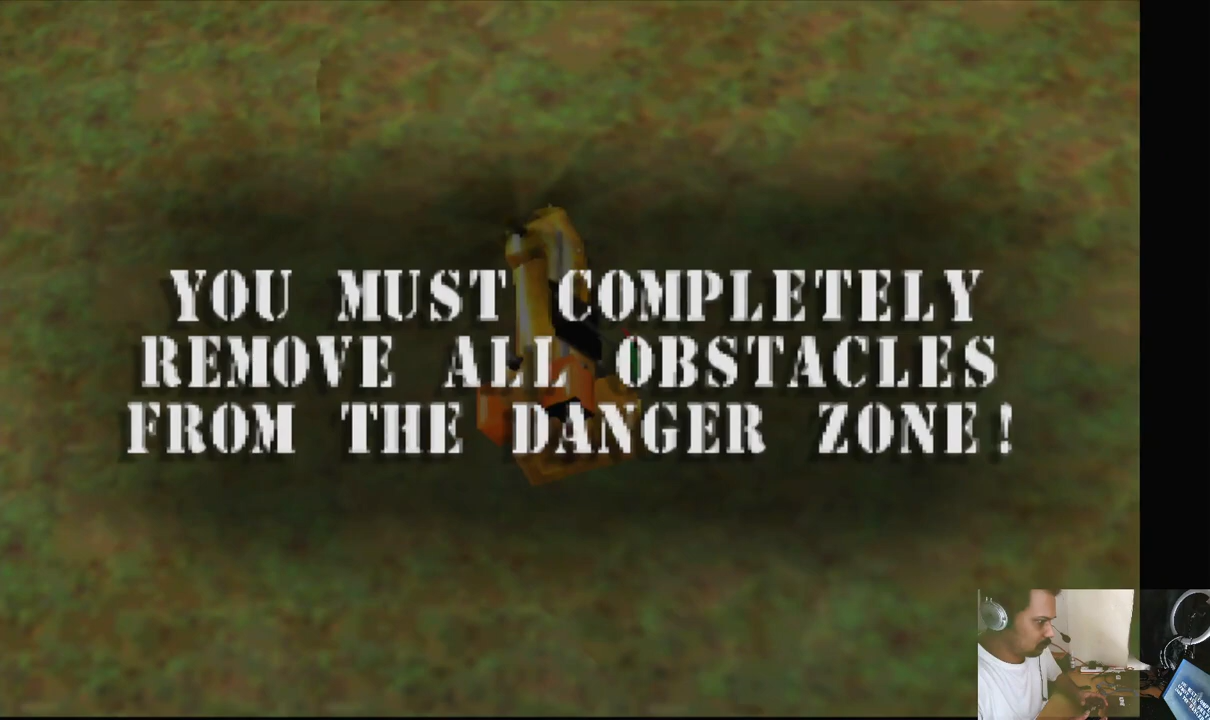 YOU MUST COMPLETELY
REMOVE ALL OBSTACLES
FROM THE DANGER ZONE!